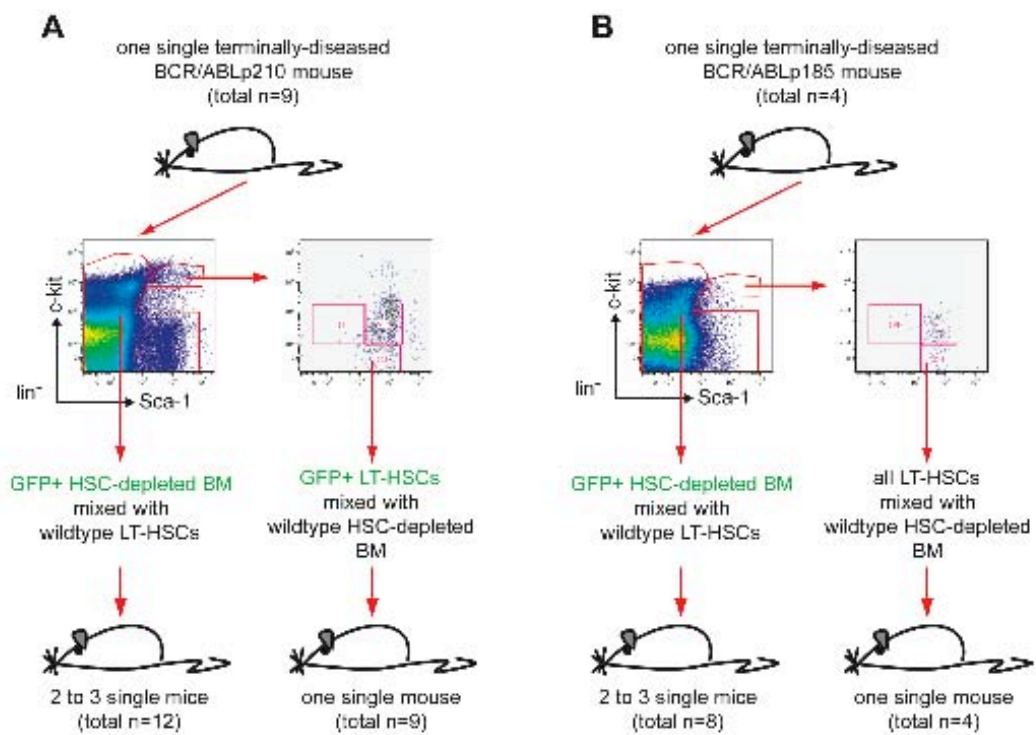 A
one single terminally-diseased
BCR/ABLp210 mouse
(total n=9)
c-kit
lin⁻
Sca-1
GFP+ HSC-depleted BM
mixed with
wildtype LT-HSCs
GFP+ LT-HSCs
mixed with
wildtype HSC-depleted
BM
2 to 3 single mice
(total n=12)
one single mouse
(total n=9)
B
one single terminally-diseased
BCR/ABLp185 mouse
(total n=4)
c-kit
lin⁻
Sca-1
GFP+ HSC-depleted BM
mixed with
wildtype LT-HSCs
all LT-HSCs
mixed with
wildtype HSC-depleted
BM
2 to 3 single mice
(total n=8)
one single mouse
(total n=4)